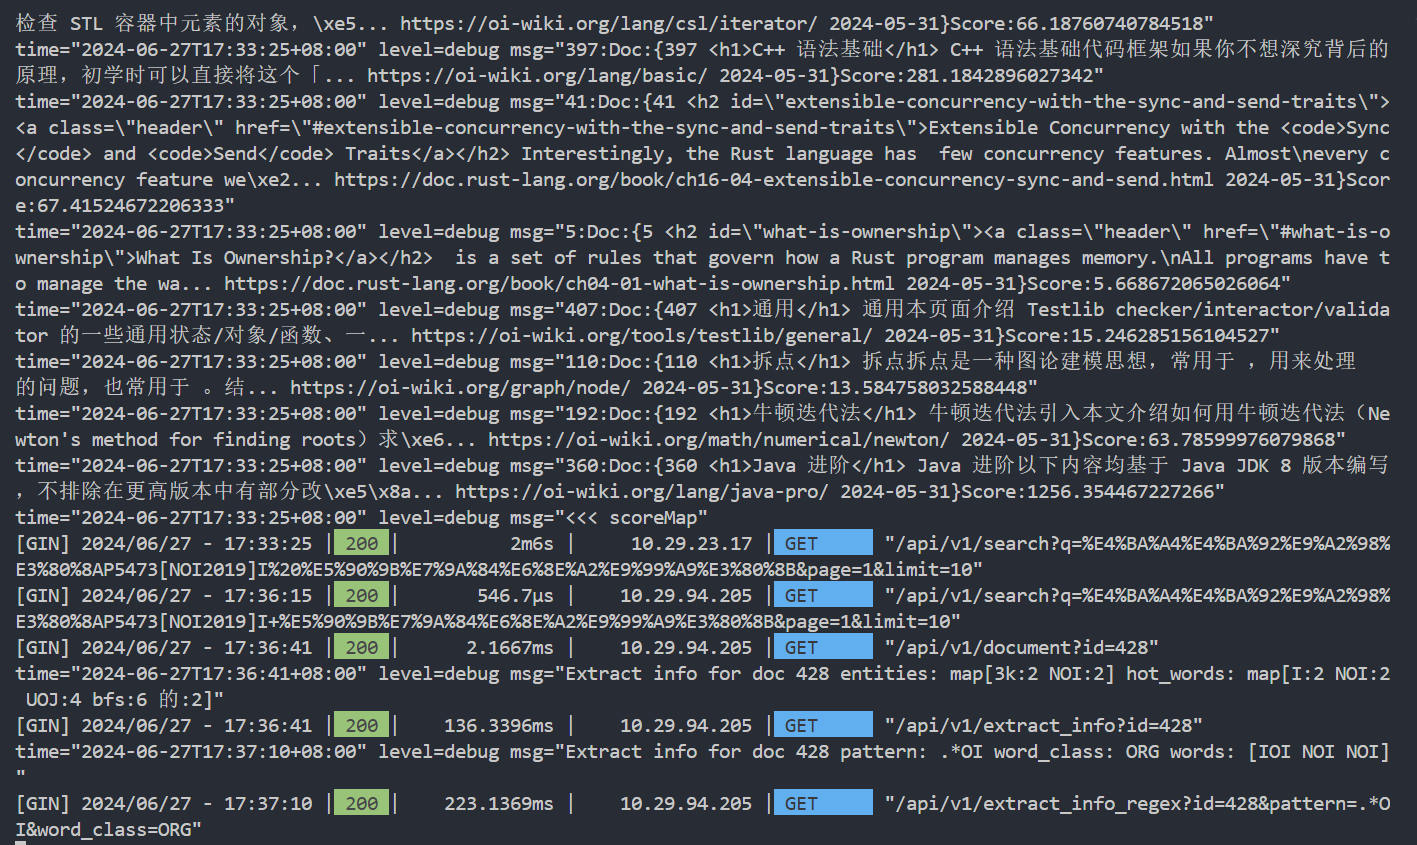 检查 STL 容器中元素的对象，\xe5... https://oi-wiki.org/lang/csl/iterator/ 2024-05-31}Score:66.18760740784518"
time="2024-06-27T17:33:25+08:00" level=debug msg="397:Doc:{397 <h1>C++ 语法基础</h1> C++ 语法基础代码框架如果你不想深究背后的
原理，初学时可以直接将这个「... https://oi-wiki.org/lang/basic/ 2024-05-31}Score:281.1842896027342"
time="2024-06-27T17:33:25+08:00" level=debug msg="41:Doc:{41 <h2 id=\"extensible-concurrency-with-the-sync-and-send-traits\">
<a class=\"header\" href=\"#extensible-concurrency-with-the-sync-and-send-traits\">Extensible Concurrency with the <code>Sync
</code> and <code>Send</code> Traits</a></h2> Interestingly, the Rust language has  few concurrency features. Almost\nevery c
oncurrency feature we\xe2... https://doc.rust-lang.org/book/ch16-04-extensible-concurrency-sync-and-send.html 2024-05-31}Scor
e:67.41524672206333"
time="2024-06-27T17:33:25+08:00" level=debug msg="5:Doc:{5 <h2 id=\"what-is-ownership\"><a class=\"header\" href=\"#what-is-o
wnership\">What Is Ownership?</a></h2>  is a set of rules that govern how a Rust program manages memory.\nAll programs have t
o manage the wa... https://doc.rust-lang.org/book/ch04-01-what-is-ownership.html 2024-05-31}Score:5.668672065026064"
time="2024-06-27T17:33:25+08:00" level=debug msg="407:Doc:{407 <h1>通用</h1> 通用本页面介绍 Testlib checker/interactor/valida
tor 的一些通用状态/对象/函数、一... https://oi-wiki.org/tools/testlib/general/ 2024-05-31}Score:15.246285156104527"
time="2024-06-27T17:33:25+08:00" level=debug msg="110:Doc:{110 <h1>拆点</h1> 拆点拆点是一种图论建模思想，常用于 ，用来处理
的问题，也常用于 。结... https://oi-wiki.org/graph/node/ 2024-05-31}Score:13.584758032588448"
time="2024-06-27T17:33:25+08:00" level=debug msg="192:Doc:{192 <h1>牛顿迭代法</h1> 牛顿迭代法引入本文介绍如何用牛顿迭代法（Ne
wton's method for finding roots）求\xe6... https://oi-wiki.org/math/numerical/newton/ 2024-05-31}Score:63.78599976079868"
time="2024-06-27T17:33:25+08:00" level=debug msg="360:Doc:{360 <h1>Java 进阶</h1> Java 进阶以下内容均基于 Java JDK 8 版本编写
，不排除在更高版本中有部分改\xe5\x8a... https://oi-wiki.org/lang/java-pro/ 2024-05-31}Score:1256.354467227266"
time="2024-06-27T17:33:25+08:00" level=debug msg="<<< scoreMap"
[GIN] 2024/06/27 - 17:33:25 | 200 |          2m6s |     10.29.23.17 | GET      "/api/v1/search?q=%E4%BA%A4%E4%BA%92%E9%A2%98%
E3%80%8AP5473[NOI2019]I%20%E5%90%9B%E7%9A%84%E6%8E%A2%E9%99%A9%E3%80%8B&page=1&limit=10"
[GIN] 2024/06/27 - 17:36:15 | 200 |       546.7µs |    10.29.94.205 | GET      "/api/v1/search?q=%E4%BA%A4%E4%BA%92%E9%A2%98%
E3%80%8AP5473[NOI2019]I+%E5%90%9B%E7%9A%84%E6%8E%A2%E9%99%A9%E3%80%8B&page=1&limit=10"
[GIN] 2024/06/27 - 17:36:41 | 200 |      2.1667ms |    10.29.94.205 | GET      "/api/v1/document?id=428"
time="2024-06-27T17:36:41+08:00" level=debug msg="Extract info for doc 428 entities: map[3k:2 NOI:2] hot_words: map[I:2 NOI:2
 UOJ:4 bfs:6 的:2]"
[GIN] 2024/06/27 - 17:36:41 | 200 |    136.3396ms |    10.29.94.205 | GET      "/api/v1/extract_info?id=428"
time="2024-06-27T17:37:10+08:00" level=debug msg="Extract info for doc 428 pattern: .*OI word_class: ORG words: [IOI NOI NOI]
"
[GIN] 2024/06/27 - 17:37:10 | 200 |    223.1369ms |    10.29.94.205 | GET      "/api/v1/extract_info_regex?id=428&pattern=.*O
I&word_class=ORG"